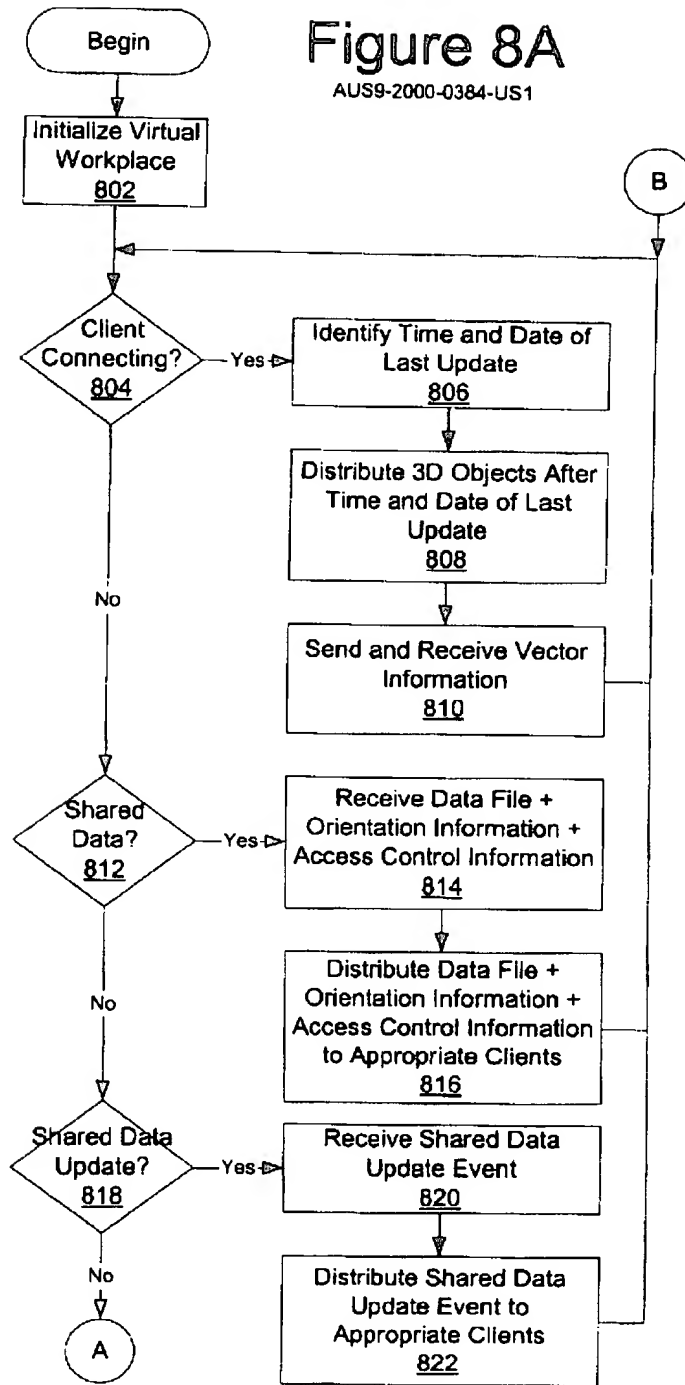 Begin
Figure 8A
AUS9-2000-0384-US1
Initialize Virtual
Workplace
802
B
Client
Connecting?
804
Yes
Identify Time and Date of
Last Update
806
Distribute 3D Objects After
Time and Date of Last
Update
808
No
Send and Receive Vector
Information
810
Shared
Data?
812
Yes
Receive Data File +
Orientation Information +
Access Control Information
814
No
Distribute Data File +
Orientation Information +
Access Control Information
to Appropriate Clients
816
Shared Data
Update?
818
Yes
Receive Shared Data
Update Event
820
No
Distribute Shared Data
Update Event to
Appropriate Clients
822
A